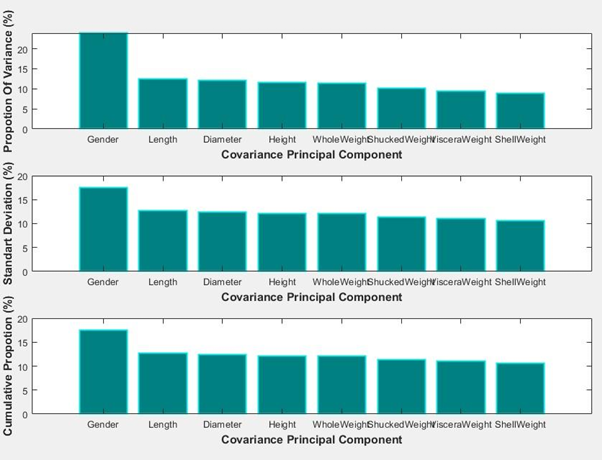 Propotion Of Variance (%)
20
15
10
5
0
Gender Length Diameter Height WholeWeight ShuckedWeight VisceraWeight ShellWeight
Covariance Principal Component
Standart Deviation (%)
20
15
10
5
0
Gender Length Diameter Height WholeWeight ShuckedWeight VisceraWeight ShellWeight
Covariance Principal Component
Cumulative Propotion (%)
20
15
10
5
0
Gender Length Diameter Height WholeWeight ShuckedWeight VisceraWeight ShellWeight
Covariance Principal Component